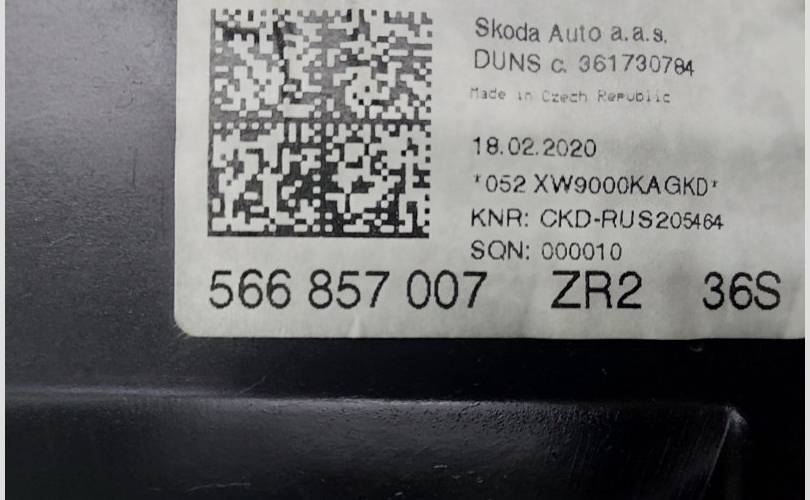 Skoda Auto a.a.s.
DUNS c. 361730784
Made in Czech Republic
18.02.2020
*052 XW9000KAGKD*
KNR: CKD-RUS205464
SQN: 000010
566 857 007 ZR2 36S